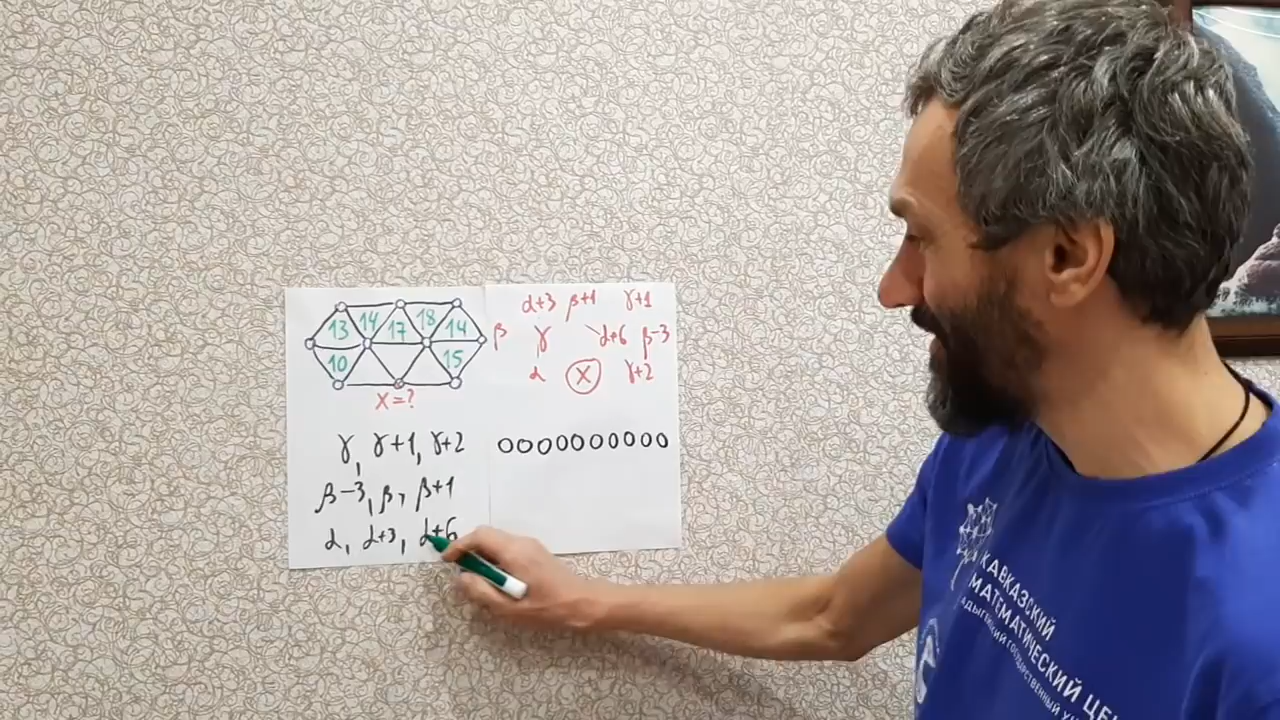 α+3 β+1 γ+1
13 14 17 18 14
β γ α+6 β-3
10 15
α X γ+2
X=?
γ, γ+1, γ+2
0000000000
β-3, β, β+1
α, α+3, α+6
КАВКАЗСКИЙ
МАТЕМАТИЧЕСКИЙ ЦЕ
АДЫГЕЙСКИЙ ГОСУДАРСТВЕННЫЙ У